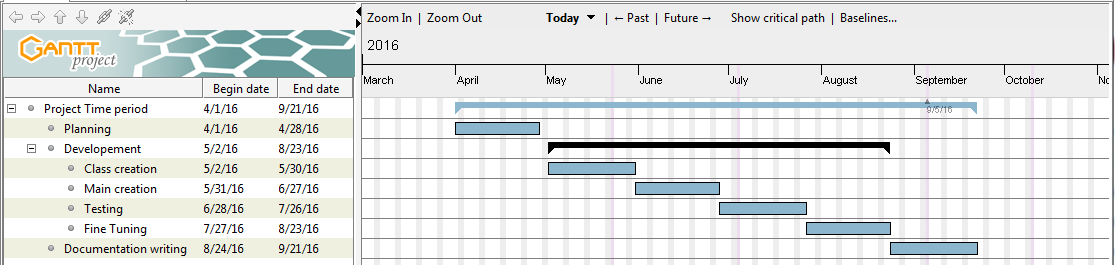 Zoom In | Zoom Out Today | ← Past | Future → Show critical path | Baselines...
2016
GANTT
project
Name Begin date End date March April May June July August September October No
Project Time period 4/1/16 9/21/16 9/5/16
Planning 4/1/16 4/28/16
Developement 5/2/16 8/23/16
Class creation 5/2/16 5/30/16
Main creation 5/31/16 6/27/16
Testing 6/28/16 7/26/16
Fine Tuning 7/27/16 8/23/16
Documentation writing 8/24/16 9/21/16